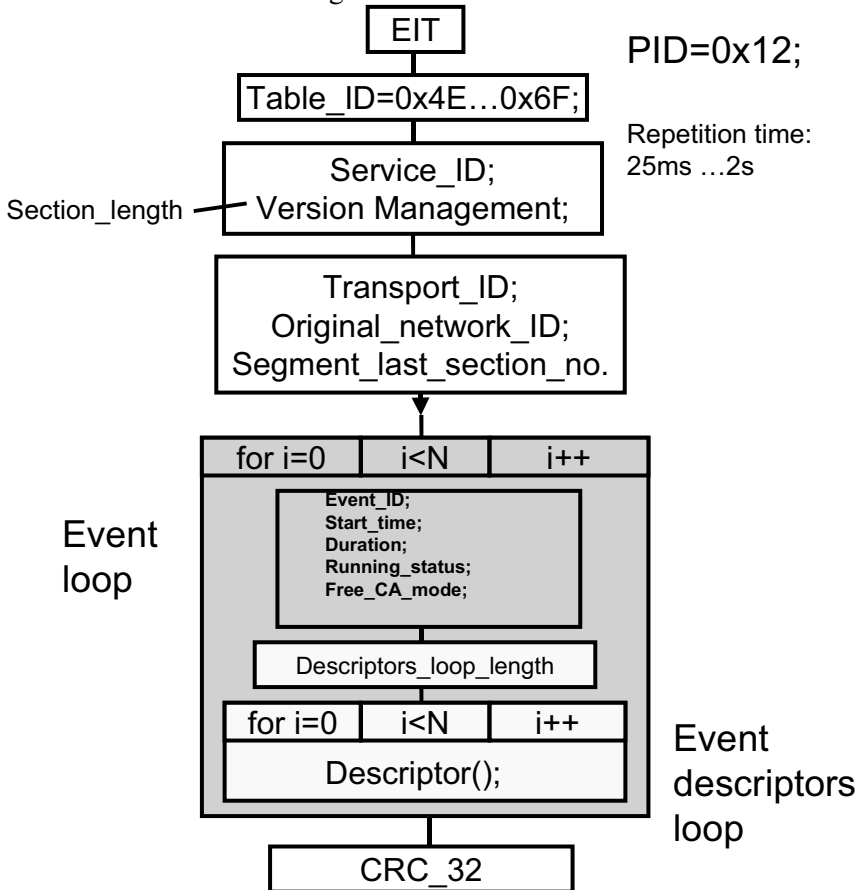 EIT
PID=0x12;
Table_ID=0x4E…0x6F;
Repetition time:
25ms …2s
Service_ID;
Version Management;
Section_length
Transport_ID;
Original_network_ID;
Segment_last_section_no.
for i=0 i<N i++
Event
loop
Event_ID;
Start_time;
Duration;
Running_status;
Free_CA_mode;
Descriptors_loop_length
for i=0 i<N i++
Descriptor();
Event
descriptors
loop
CRC_32